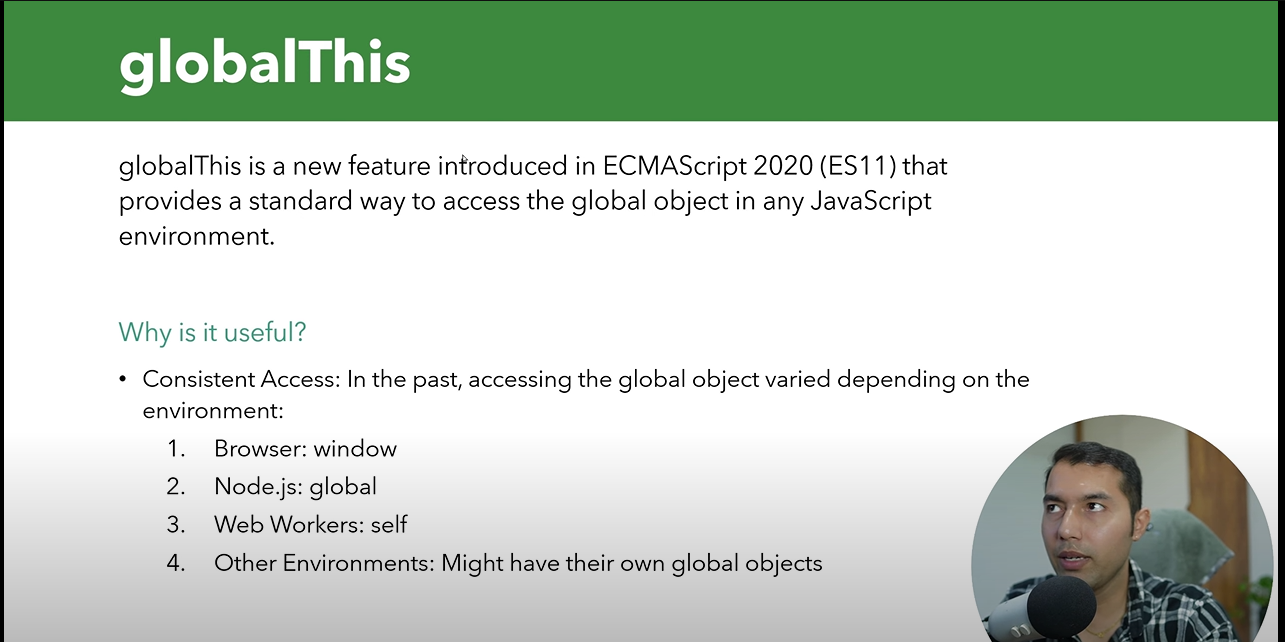 globalThis
globalThis is a new feature introduced in ECMAScript 2020 (ES11) that
provides a standard way to access the global object in any JavaScript
environment.
Why is it useful?
• Consistent Access: In the past, accessing the global object varied depending on the
environment:
1. Browser: window
2. Node.js: global
3. Web Workers: self
4. Other Environments: Might have their own global objects